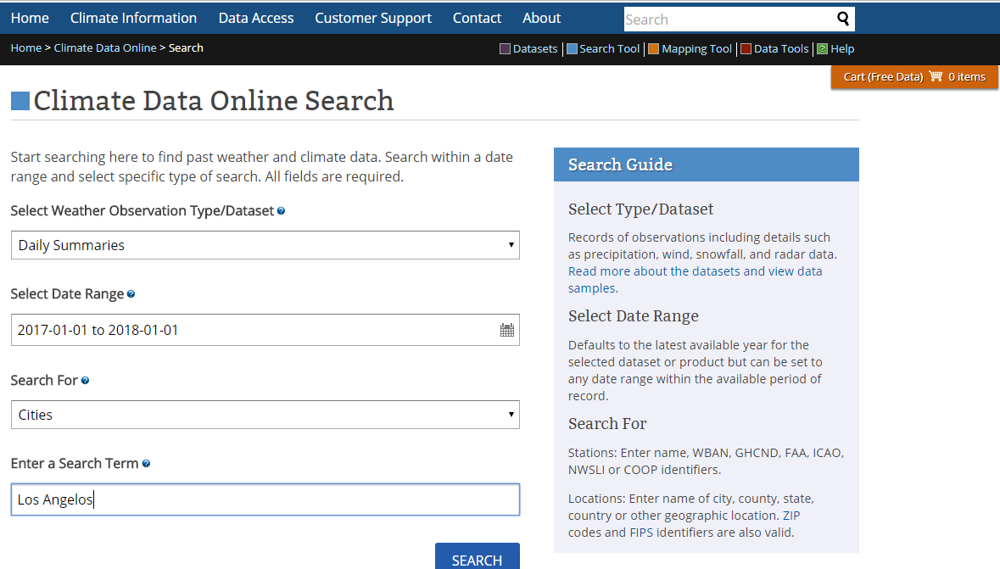 Home Climate Information Data Access Customer Support Contact About Search
Home > Climate Data Online > Search Datasets Search Tool Mapping Tool Data Tools ? Help
Cart (Free Data) 0 items
Climate Data Online Search
Start searching here to find past weather and climate data. Search within a date
range and select specific type of search. All fields are required.
Select Weather Observation Type/Dataset ?
Daily Summaries
Select Date Range ?
2017-01-01 to 2018-01-01
Search For ?
Cities
Enter a Search Term ?
Los Angelos
SEARCH
Search Guide
Select Type/Dataset
Records of observations including details such
as precipitation, wind, snowfall, and radar data.
Read more about the datasets and view data
samples.
Select Date Range
Defaults to the latest available year for the
selected dataset or product but can be set to
any date range within the available period of
record.
Search For
Stations: Enter name, WBAN, GHCND, FAA, ICAO,
NWSLI or COOP identifiers.
Locations: Enter name of city, county, state,
country or other geographic location. ZIP
codes and FIPS identifiers are also valid.